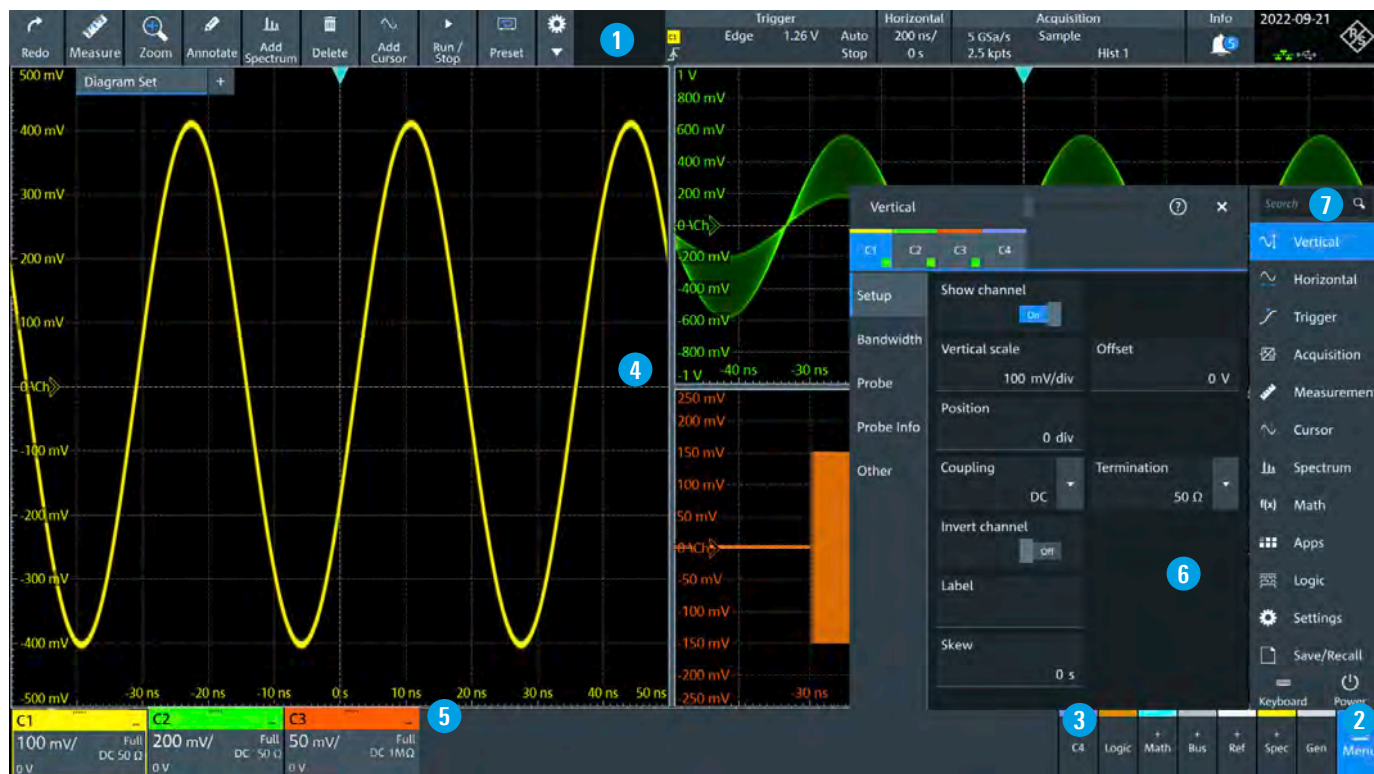 Redo
Measure
Zoom
Annotate
Add Spectrum
Delete
Add Cursor
Run / Stop
Preset
1
C1
Trigger
Edge 1.26 V Auto
Stop
Horizontal
200 ns/
0 s
Acquisition
5 GSa/s Sample
2.5 kpts Hist 1
Info
5
2022-09-21
R&S
Diagram Set +
500 mV
400 mV
300 mV
200 mV
100 mV
0 V Ch
-100 mV
-200 mV
-300 mV
-400 mV
-500 mV
-30 ns
-20 ns
-10 ns
0 s
10 ns
20 ns
30 ns
40 ns
50 ns
4
1 V
800 mV
600 mV
400 mV
200 mV
0 V Ch
-200 mV
-400 mV
-600 mV
-800 mV
-1 V
-40 ns
-30 ns
250 mV
200 mV
150 mV
100 mV
50 mV
0 V Ch
-50 mV
-100 mV
-150 mV
-200 mV
-250 mV
-30 ns
Vertical ? ×
C1 C2 C3 C4
Setup
Bandwidth
Probe
Probe Info
Other
Show channel
On
Vertical scale
100 mV/div
Offset
0 V
Position
0 div
Coupling
DC
Termination
50 Ω
Invert channel
Off
Label
Skew
0 s
6
Search
7
Vertical
Horizontal
Trigger
Acquisition
Measuremen
Cursor
Spectrum
f(x) Math
Apps
Logic
Settings
Save/Recall
Keyboard
Power
C1
100 mV/ Full
DC 50 Ω
0 V
C2
200 mV/ Full
DC 50 Ω
0 V
C3
50 mV/ Full
DC 1MΩ
0 V
5
3
C4
Logic
+ Math
+ Bus
+ Ref
+ Spec
Gen
2
Menu